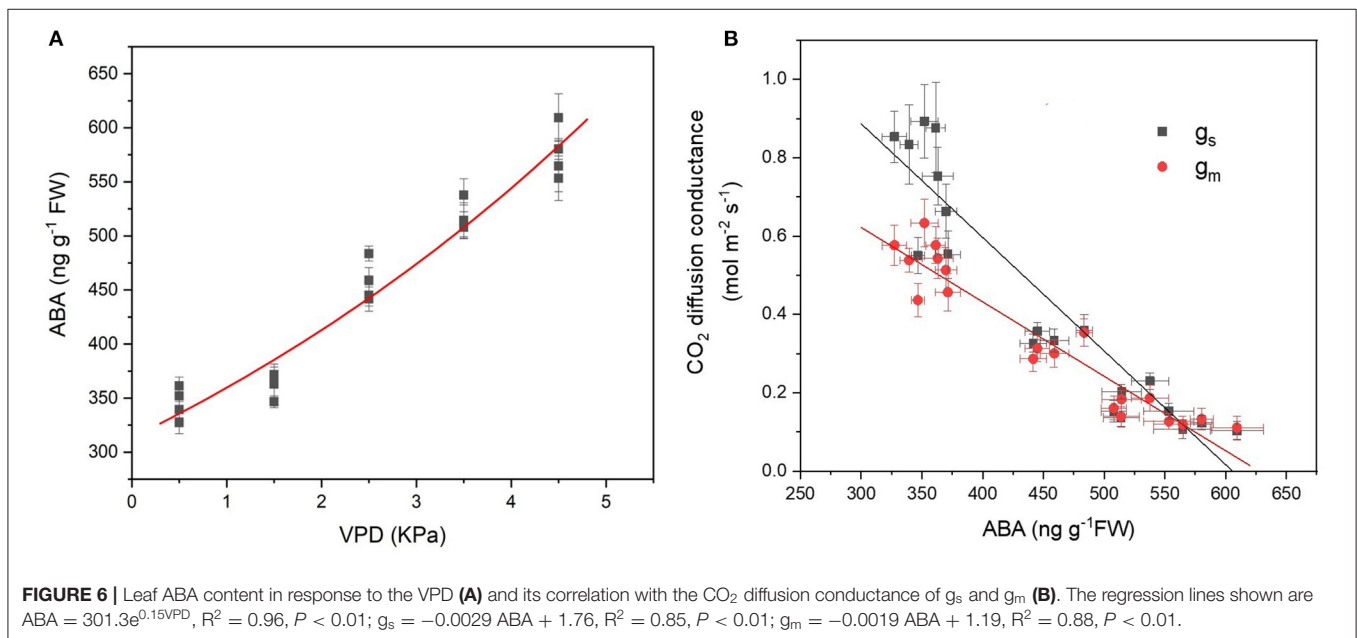 A
650
600
550
500
450
400
350
300
ABA (ng g⁻¹ FW)
0 1 2 3 4 5
VPD (KPa)
B
1.0
0.8
0.6
0.4
0.2
0.0
CO₂ diffusion conductance
(mol m⁻² s⁻¹)
gₛ
gₘ
250 300 350 400 450 500 550 600 650
ABA (ng g⁻¹FW)
FIGURE 6 | Leaf ABA content in response to the VPD (A) and its correlation with the CO₂ diffusion conductance of gₛ and gₘ (B). The regression lines shown are
ABA = 301.3e⁰·¹⁵ⱽᴾᴰ, R² = 0.96, P < 0.01; gₛ = −0.0029 ABA + 1.76, R² = 0.85, P < 0.01; gₘ = −0.0019 ABA + 1.19, R² = 0.88, P < 0.01.